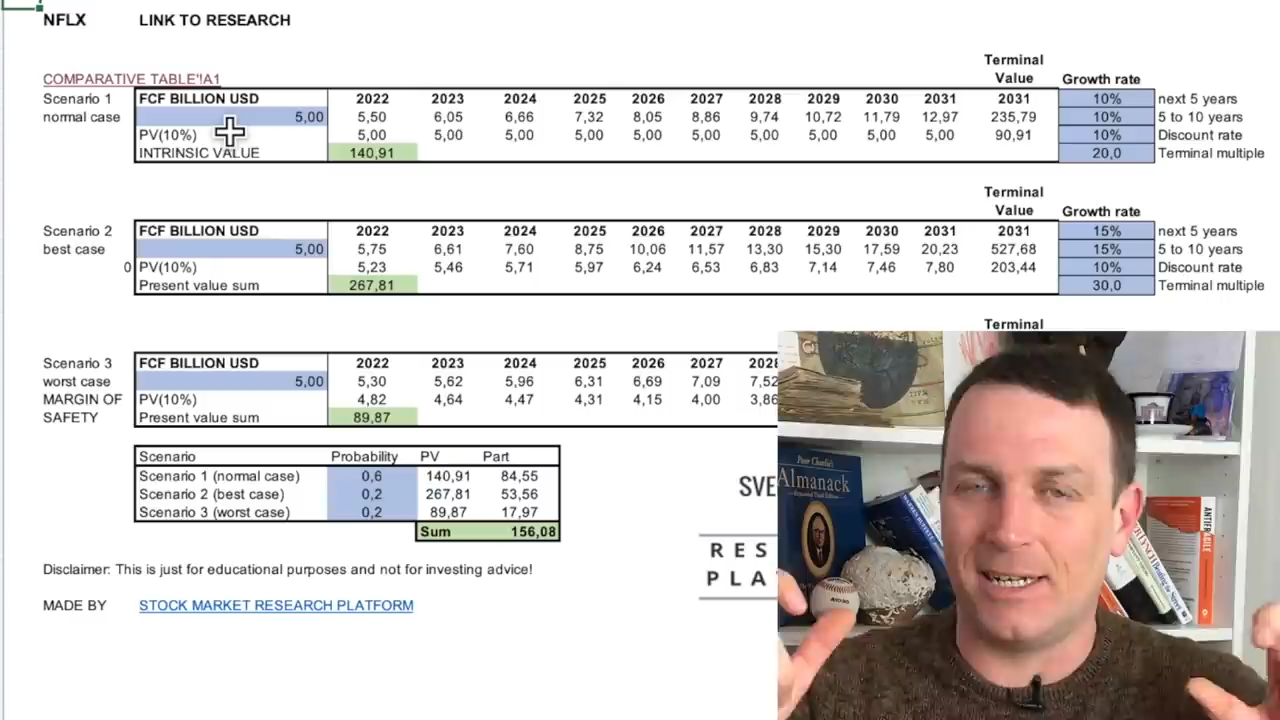 NFLX LINK TO RESEARCH
Terminal
COMPARATIVE TABLE'!A1 Value Growth rate
Scenario 1 FCF BILLION USD 2022 2023 2024 2025 2026 2027 2028 2029 2030 2031 2031 10% next 5 years
normal case 5,00 5,50 6,05 6,66 7,32 8,05 8,86 9,74 10,72 11,79 12,97 235,79 10% 5 to 10 years
PV(10%) 5,00 5,00 5,00 5,00 5,00 5,00 5,00 5,00 5,00 5,00 90,91 10% Discount rate
INTRINSIC VALUE 140,91 20,0 Terminal multiple
Terminal
Value Growth rate
Scenario 2 FCF BILLION USD 2022 2023 2024 2025 2026 2027 2028 2029 2030 2031 2031 15% next 5 years
best case 5,00 5,75 6,61 7,60 8,75 10,06 11,57 13,30 15,30 17,59 20,23 527,68 15% 5 to 10 years
0 PV(10%) 5,23 5,46 5,71 5,97 6,24 6,53 6,83 7,14 7,46 7,80 203,44 10% Discount rate
Present value sum 267,81 30,0 Terminal multiple
Terminal
Scenario 3 FCF BILLION USD 2022 2023 2024 2025 2026 2027 2028
worst case 5,00 5,30 5,62 5,96 6,31 6,69 7,09 7,52
MARGIN OF PV(10%) 4,82 4,64 4,47 4,31 4,15 4,00 3,86
SAFETY Present value sum 89,87
Scenario Probability PV Part
Scenario 1 (normal case) 0,6 140,91 84,55
Scenario 2 (best case) 0,2 267,81 53,56
Scenario 3 (worst case) 0,2 89,87 17,97
Sum 156,08
SVE
RES
PLA
Disclaimer: This is just for educational purposes and not for investing advice!
MADE BY STOCK MARKET RESEARCH PLATFORM
Poor Charlie's
Almanack
ANTIFRAGILE